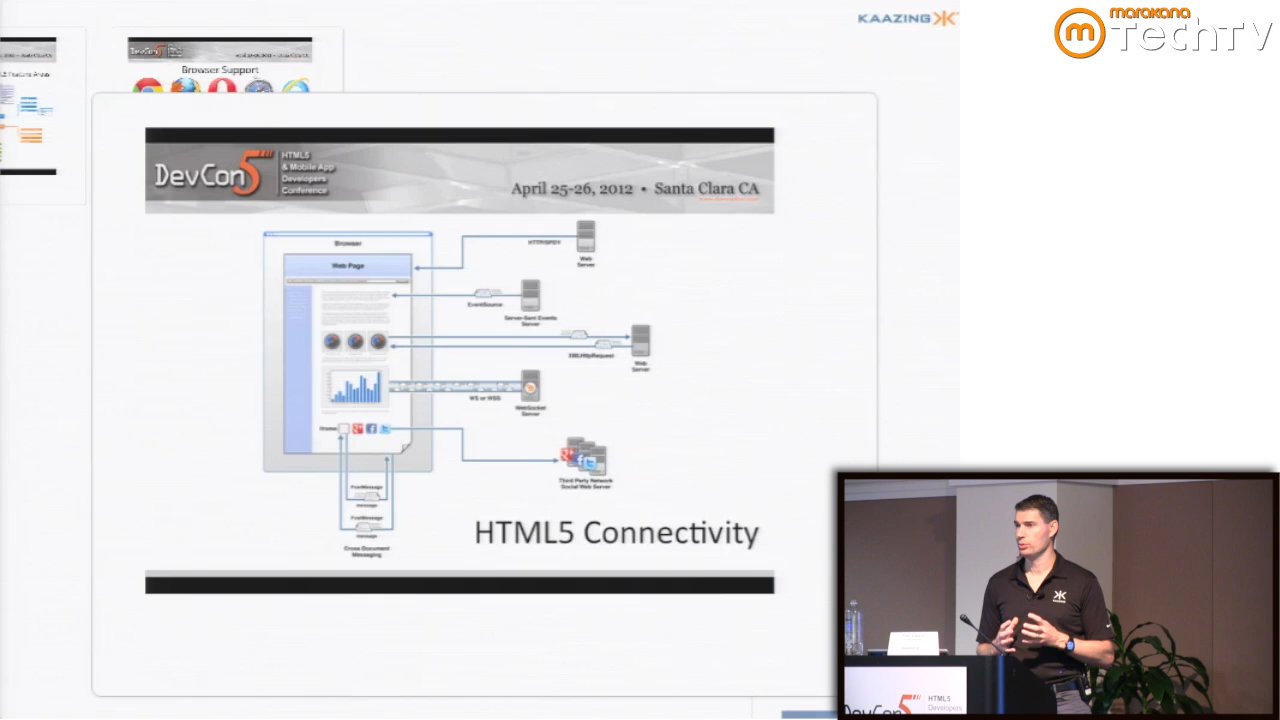 KAAZING
marakana
TechTV
Browser Support
DevCon5
HTML5
& Mobile App
Developers
Conference
April 25-26, 2012 • Santa Clara CA
Browser
Web Page
HTTP/SPDY
Web
Server
EventSource
Server-Sent Events
Server
XMLHttpRequest
Web
Server
WS or WSS
WebSocket
Server
Third Party Network
Social Web Server
PostMessage
message
PostMessage
message
Cross Document
Messaging
HTML5 Connectivity
DevCon5
HTML5
Developers